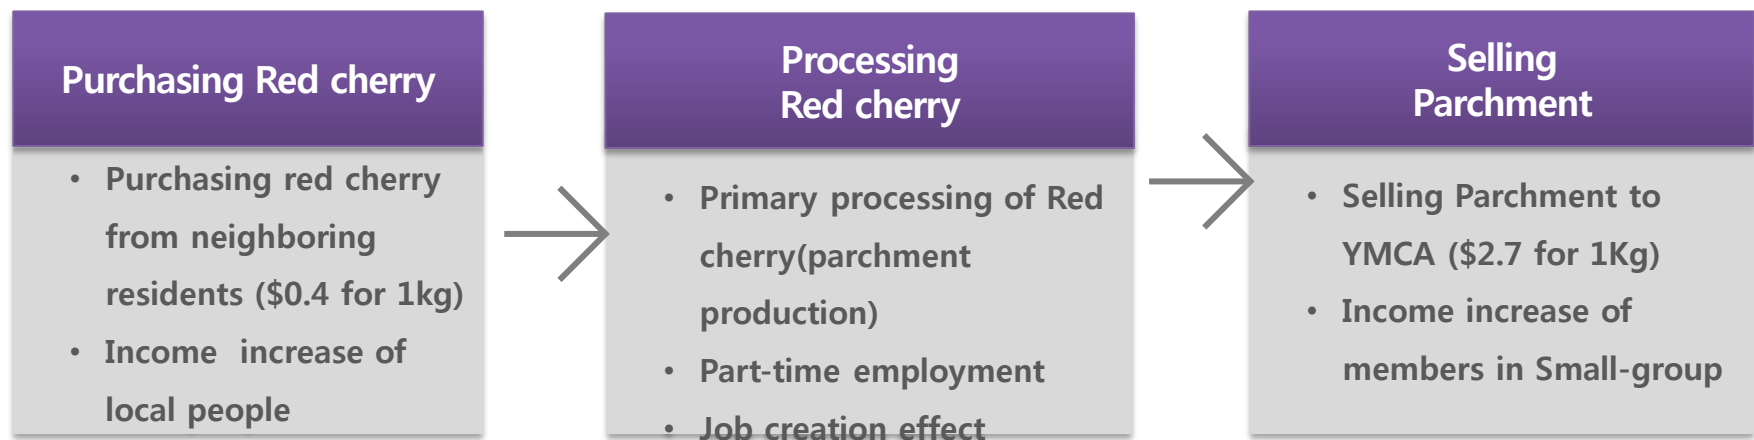 Purchasing Red cherry
• Purchasing red cherry
from neighboring
residents ($0.4 for 1kg)
• Income increase of
local people
Processing
Red cherry
• Primary processing of Red
cherry(parchment
production)
• Part-time employment
• Job creation effect
Selling
Parchment
• Selling Parchment to
YMCA ($2.7 for 1Kg)
• Income increase of
members in Small-group